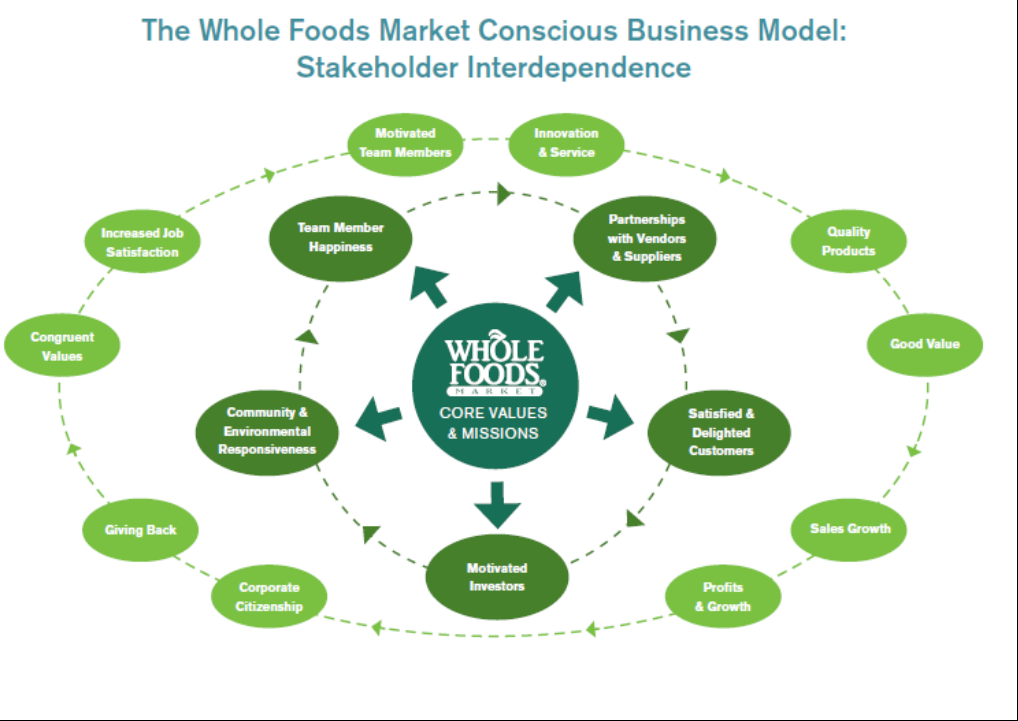 The Whole Foods Market Conscious Business Model:
Stakeholder Interdependence
Motivated
Team Members
Innovation
& Service
Increased Job
Satisfaction
Team Member
Happiness
Partnerships
with Vendors
& Suppliers
Quality
Products
Congruent
Values
WHOLE
FOODS®
MARKET
CORE VALUES
& MISSIONS
Good Value
Community &
Environmental
Responsiveness
Satisfied &
Delighted
Customers
Giving Back
Sales Growth
Motivated
Investors
Corporate
Citizenship
Profits
& Growth